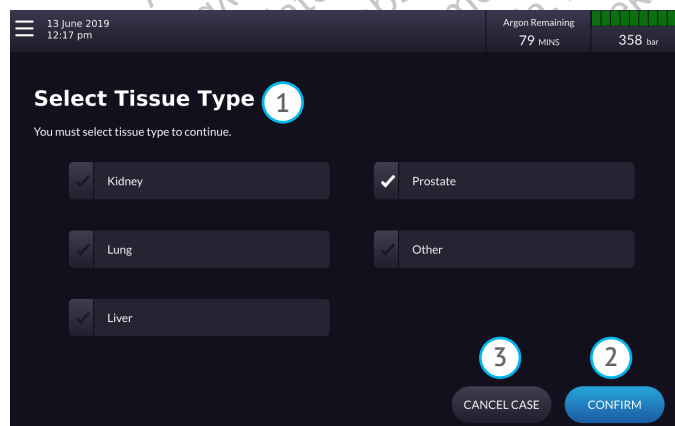 13 June 2019
12:17 pm
Argon Remaining
79 MINS
358 bar
Select Tissue Type
1
You must select tissue type to continue.
Kidney
Prostate
Lung
Other
Liver
3
2
CANCEL CASE
CONFIRM